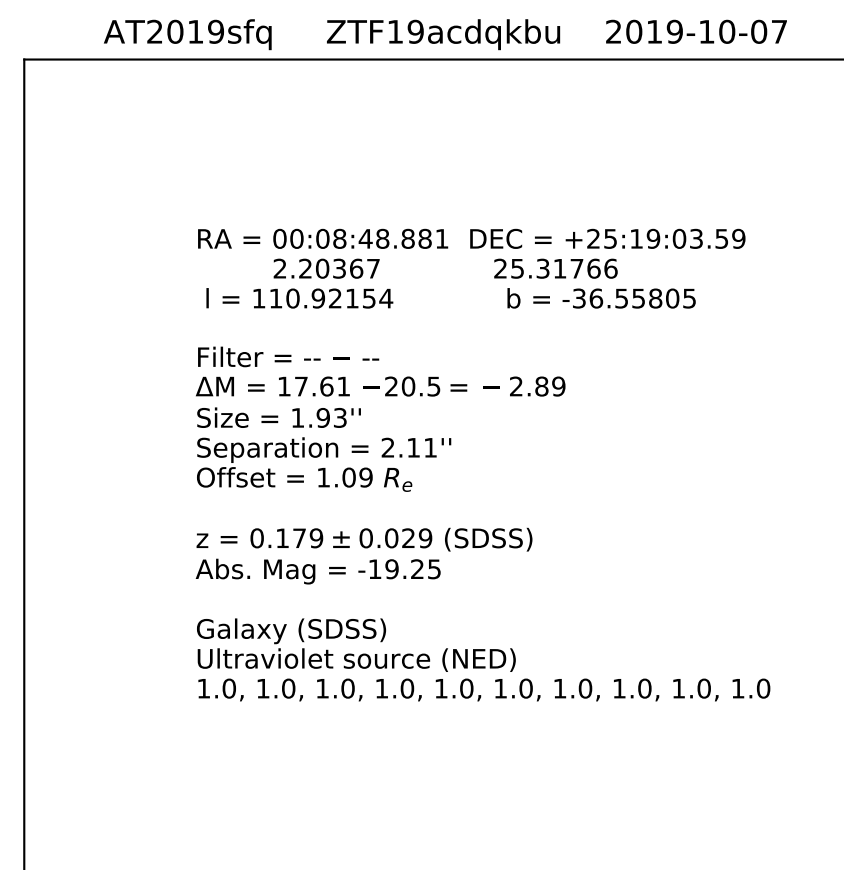 AT2019sfq ZTF19acdqkbu 2019-10-07
RA = 00:08:48.881 DEC = +25:19:03.59
2.20367 25.31766
l = 110.92154 b = -36.55805
Filter = -- − --
ΔM = 17.61 −20.5 = − 2.89
Size = 1.93''
Separation = 2.11''
Offset = 1.09 Rₑ
z = 0.179 ± 0.029 (SDSS)
Abs. Mag = -19.25
Galaxy (SDSS)
Ultraviolet source (NED)
1.0, 1.0, 1.0, 1.0, 1.0, 1.0, 1.0, 1.0, 1.0, 1.0